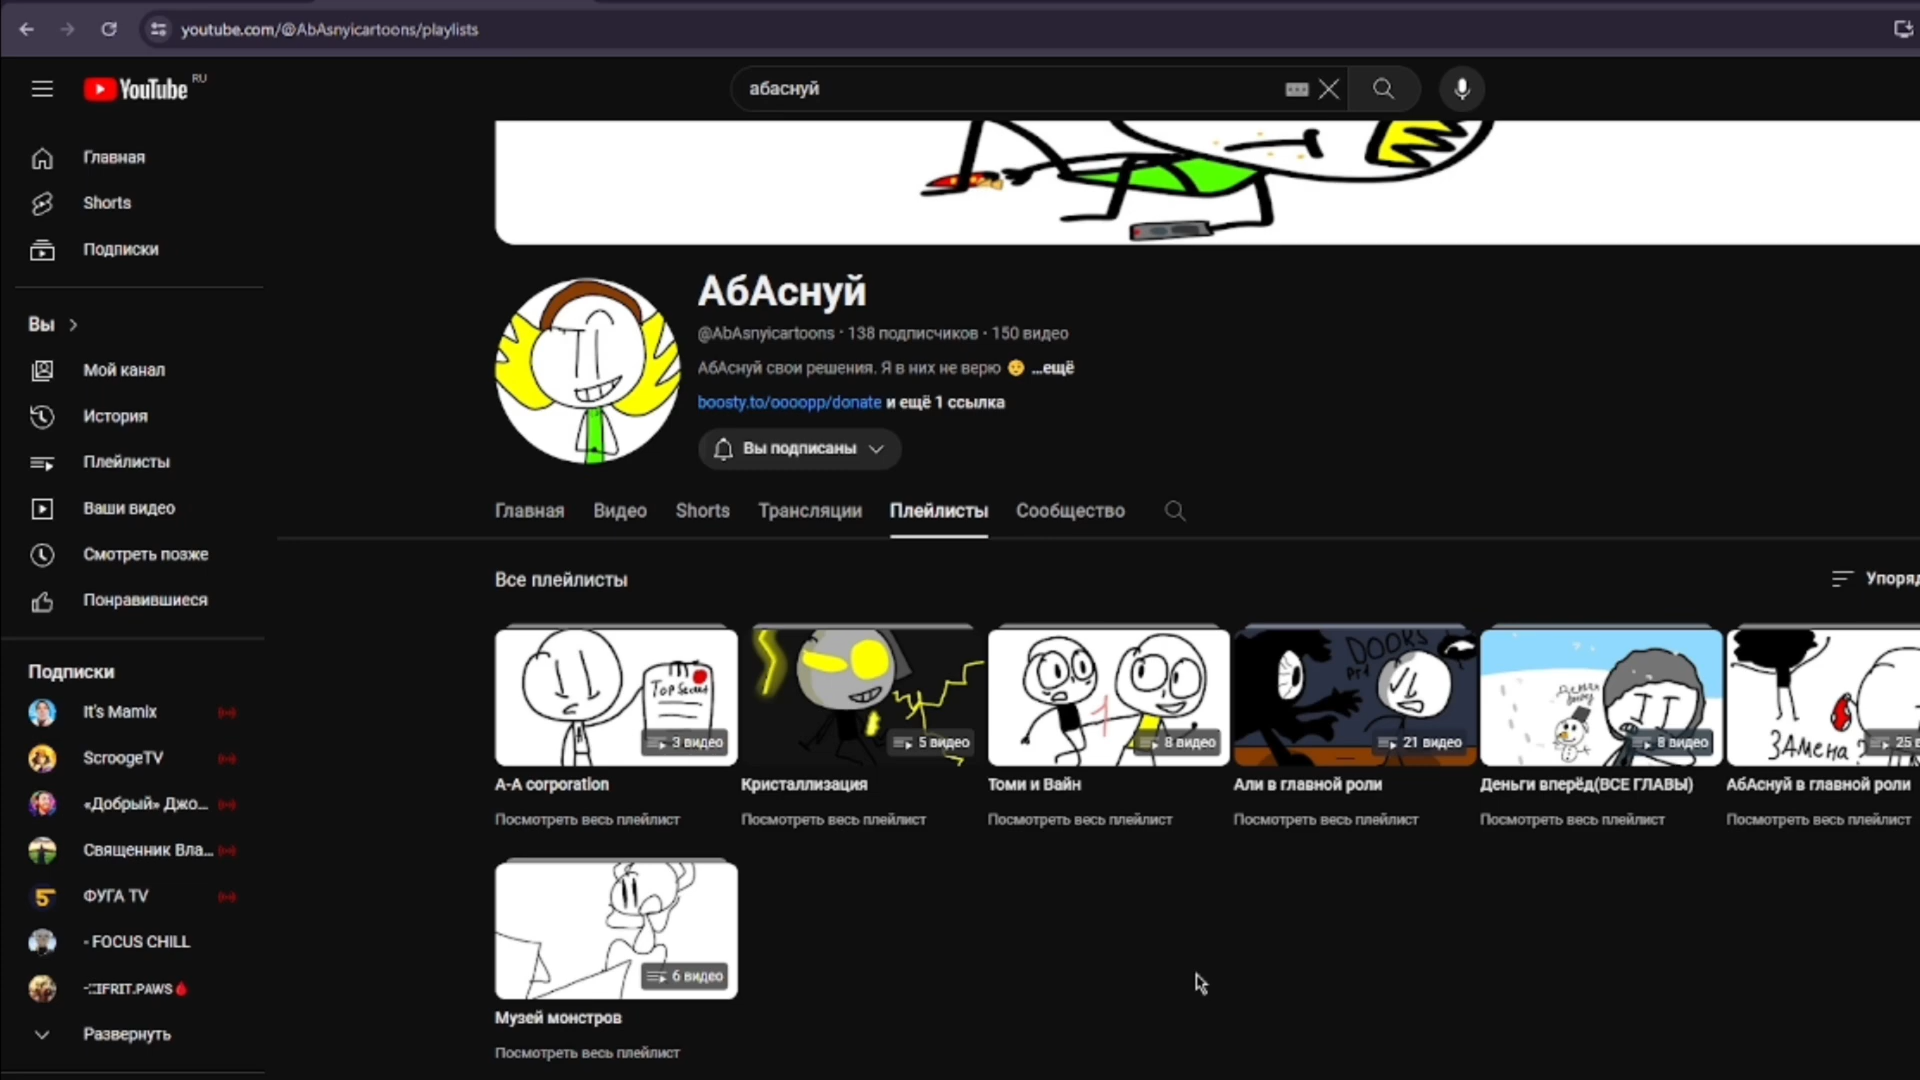 youtube.com/@AbAsnyicartoons/playlists
YouTube RU
абаснуй
Главная
Shorts
Подписки
Вы
Мой канал
История
Плейлисты
Ваши видео
Смотреть позже
Понравившиеся
Подписки
It's Mamix
ScroogeTV
«Добрый» Джо...
Священник Вла...
ФУГА TV
- FOCUS CHILL
-::IFRIT.PAWS🩸
Развернуть
АбАснуй
@AbAsnyicartoons · 138 подписчиков · 150 видео
АбАснуй свои решения. Я в них не верю 🤨 ...ещё
boosty.to/oooopp/donate и ещё 1 ссылка
Вы подписаны
Главная Видео Shorts Трансляции Плейлисты Сообщество
Все плейлисты
Упоряд
Top Secret
3 видео
5 видео
1
8 видео
DOORS
21 видео
8 видео
ЗАМенА?
25 в
A-A corporation
Кристаллизация
Томи и Вайн
Али в главной роли
Деньги вперёд(ВСЕ ГЛАВЫ)
АбАснуй в главной роли
Посмотреть весь плейлист
Посмотреть весь плейлист
Посмотреть весь плейлист
Посмотреть весь плейлист
Посмотреть весь плейлист
Посмотреть весь плейлист
6 видео
Музей монстров
Посмотреть весь плейлист